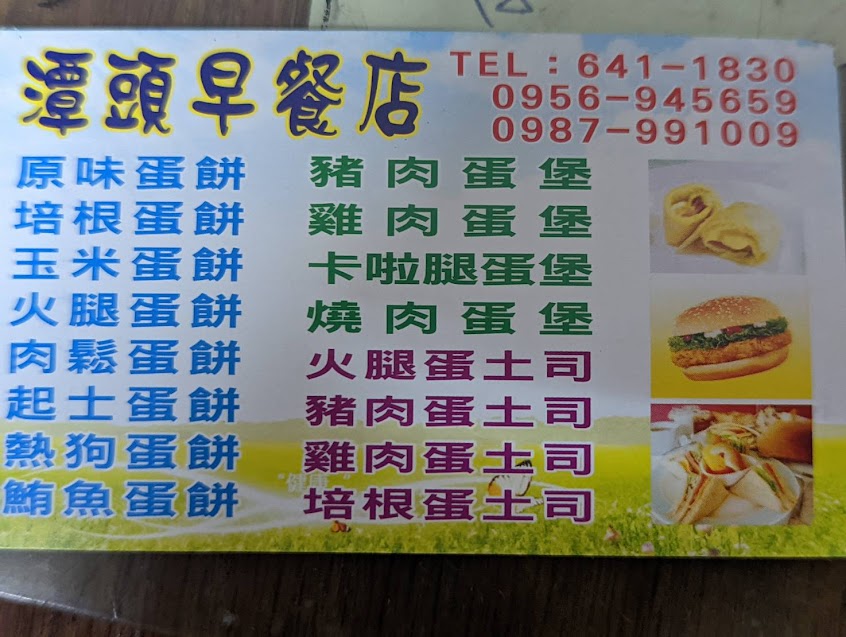 潭頭早餐店
TEL：641-1830
0956-945659
0987-991009
原味蛋餅
培根蛋餅
玉米蛋餅
火腿蛋餅
肉鬆蛋餅
起士蛋餅
熱狗蛋餅
鮪魚蛋餅
豬肉蛋堡
雞肉蛋堡
卡啦腿蛋堡
燒肉蛋堡
火腿蛋土司
豬肉蛋土司
雞肉蛋土司
培根蛋土司
"健康"